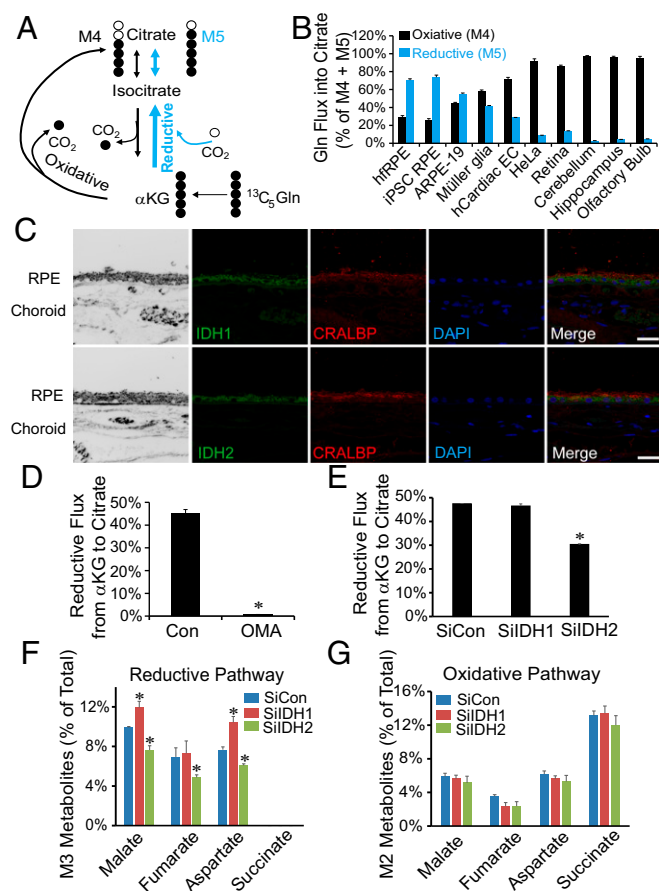 A
M4
Citrate
M5
Isocitrate
CO2
CO2
Oxidative
Reductive
CO2
αKG
13C5Gln
B
Gln Flux into Citrate
(% of M4 + M5)
Oxiative (M4)
Reductive (M5)
120%
100%
80%
60%
40%
20%
0%
hfRPE
iPSC RPE
ARPE-19
Müller glia
hCardiac EC
HeLa
Retina
Cerebellum
Hippocampus
Olfactory Bulb
C
RPE
Choroid
IDH1
CRALBP
DAPI
Merge
RPE
Choroid
IDH2
CRALBP
DAPI
Merge
D
Reductive Flux
from αKG to Citrate
50%
40%
30%
20%
10%
0%
*
Con
OMA
E
Reductive Flux
from αKG to Citrate
50%
40%
30%
20%
10%
0%
*
SiCon
SiIDH1
SiIDH2
F
Reductive Pathway
M3 Metabolites (% of Total)
12%
8%
4%
0%
SiCon
SiIDH1
SiIDH2
*
*
*
*
*
Malate
Fumarate
Aspartate
Succinate
G
Oxidative Pathway
M2 Metabolites (% of Total)
16%
12%
8%
4%
0%
SiCon
SiIDH1
SiIDH2
Malate
Fumarate
Aspartate
Succinate